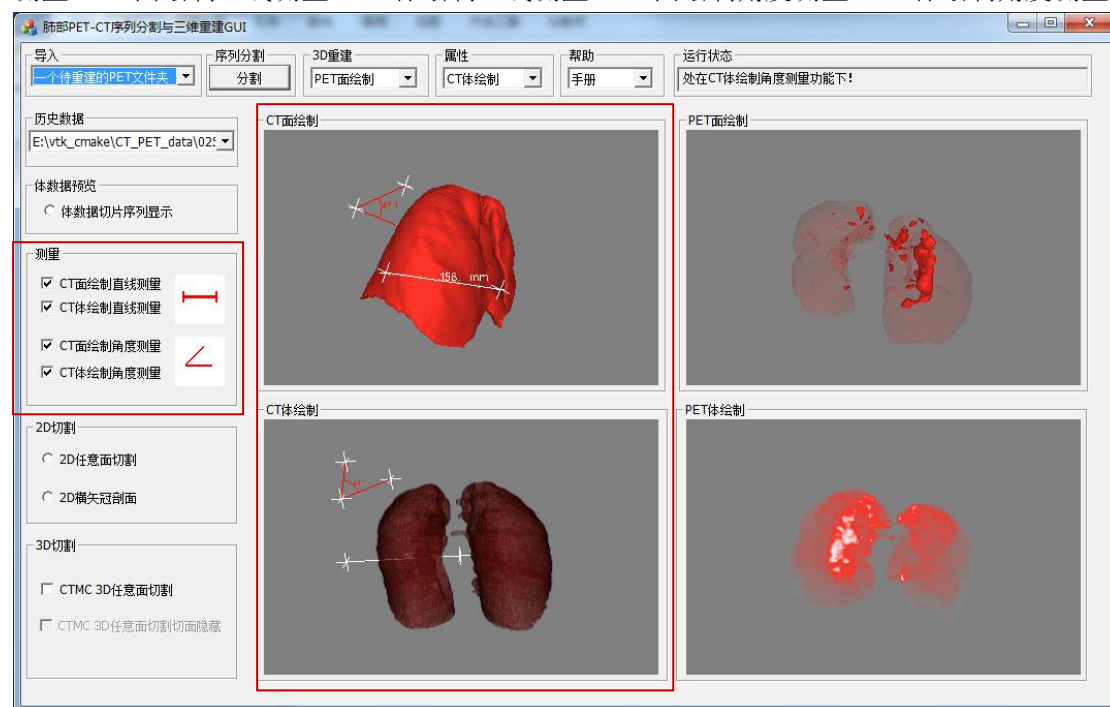 肺部PET-CT序列分割与三维重建GUI
导入
序列分割
3D重建
属性
帮助
运行状态
一个待重建的PET文件夹
分割
PET面绘制
CT体绘制
手册
处在CT体绘制角度测量功能下!
历史数据
E:\vtk_cmake\CT_PET_data\02
体数据预览
体数据切片序列显示
测量
CT面绘制直线测量
CT体绘制直线测量
CT面绘制角度测量
CT体绘制角度测量
2D切割
2D任意面切割
2D横矢冠剖面
3D切割
CTMC 3D任意面切割
CTMC 3D任意面切割切面隐藏
CT面绘制
47.1
158. mm
PET面绘制
CT体绘制
PET体绘制